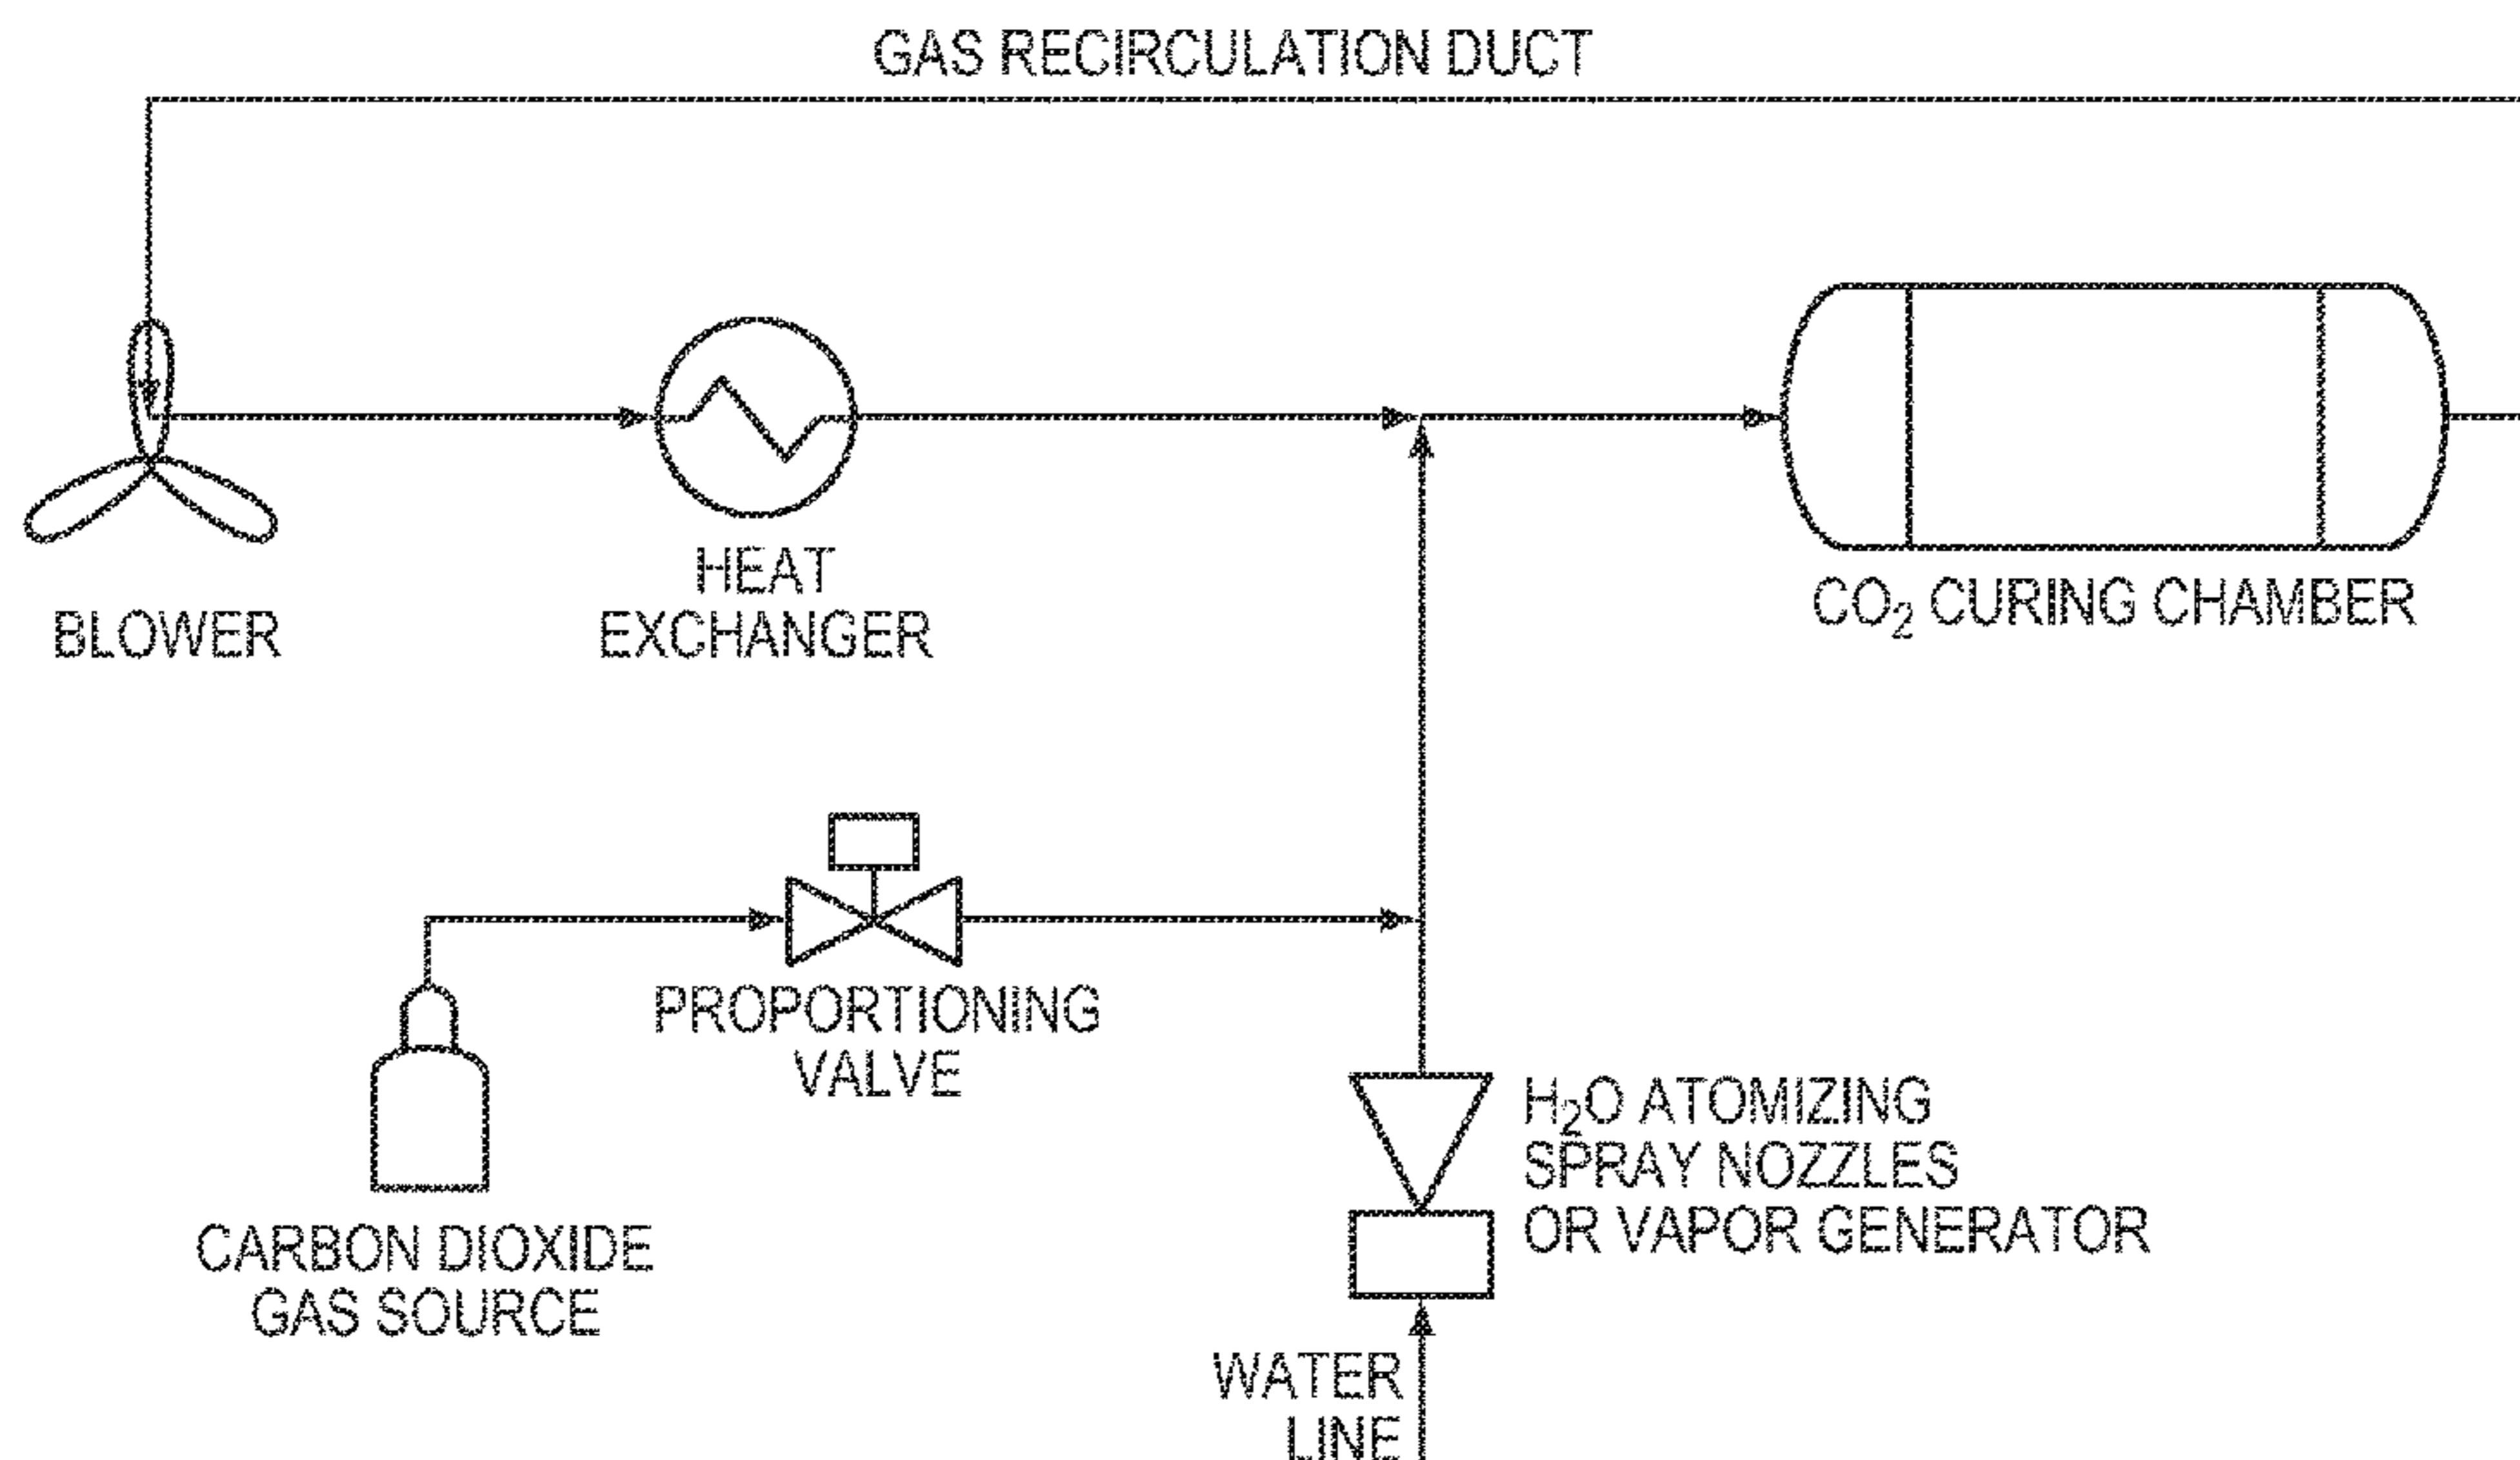 GAS RECIRCULATION DUCT
BLOWER
HEAT
EXCHANGER
CO₂ CURING CHAMBER
PROPORTIONING
VALVE
CARBON DIOXIDE
GAS SOURCE
H₂O ATOMIZING
SPRAY NOZZLES
OR VAPOR GENERATOR
WATER
LINE